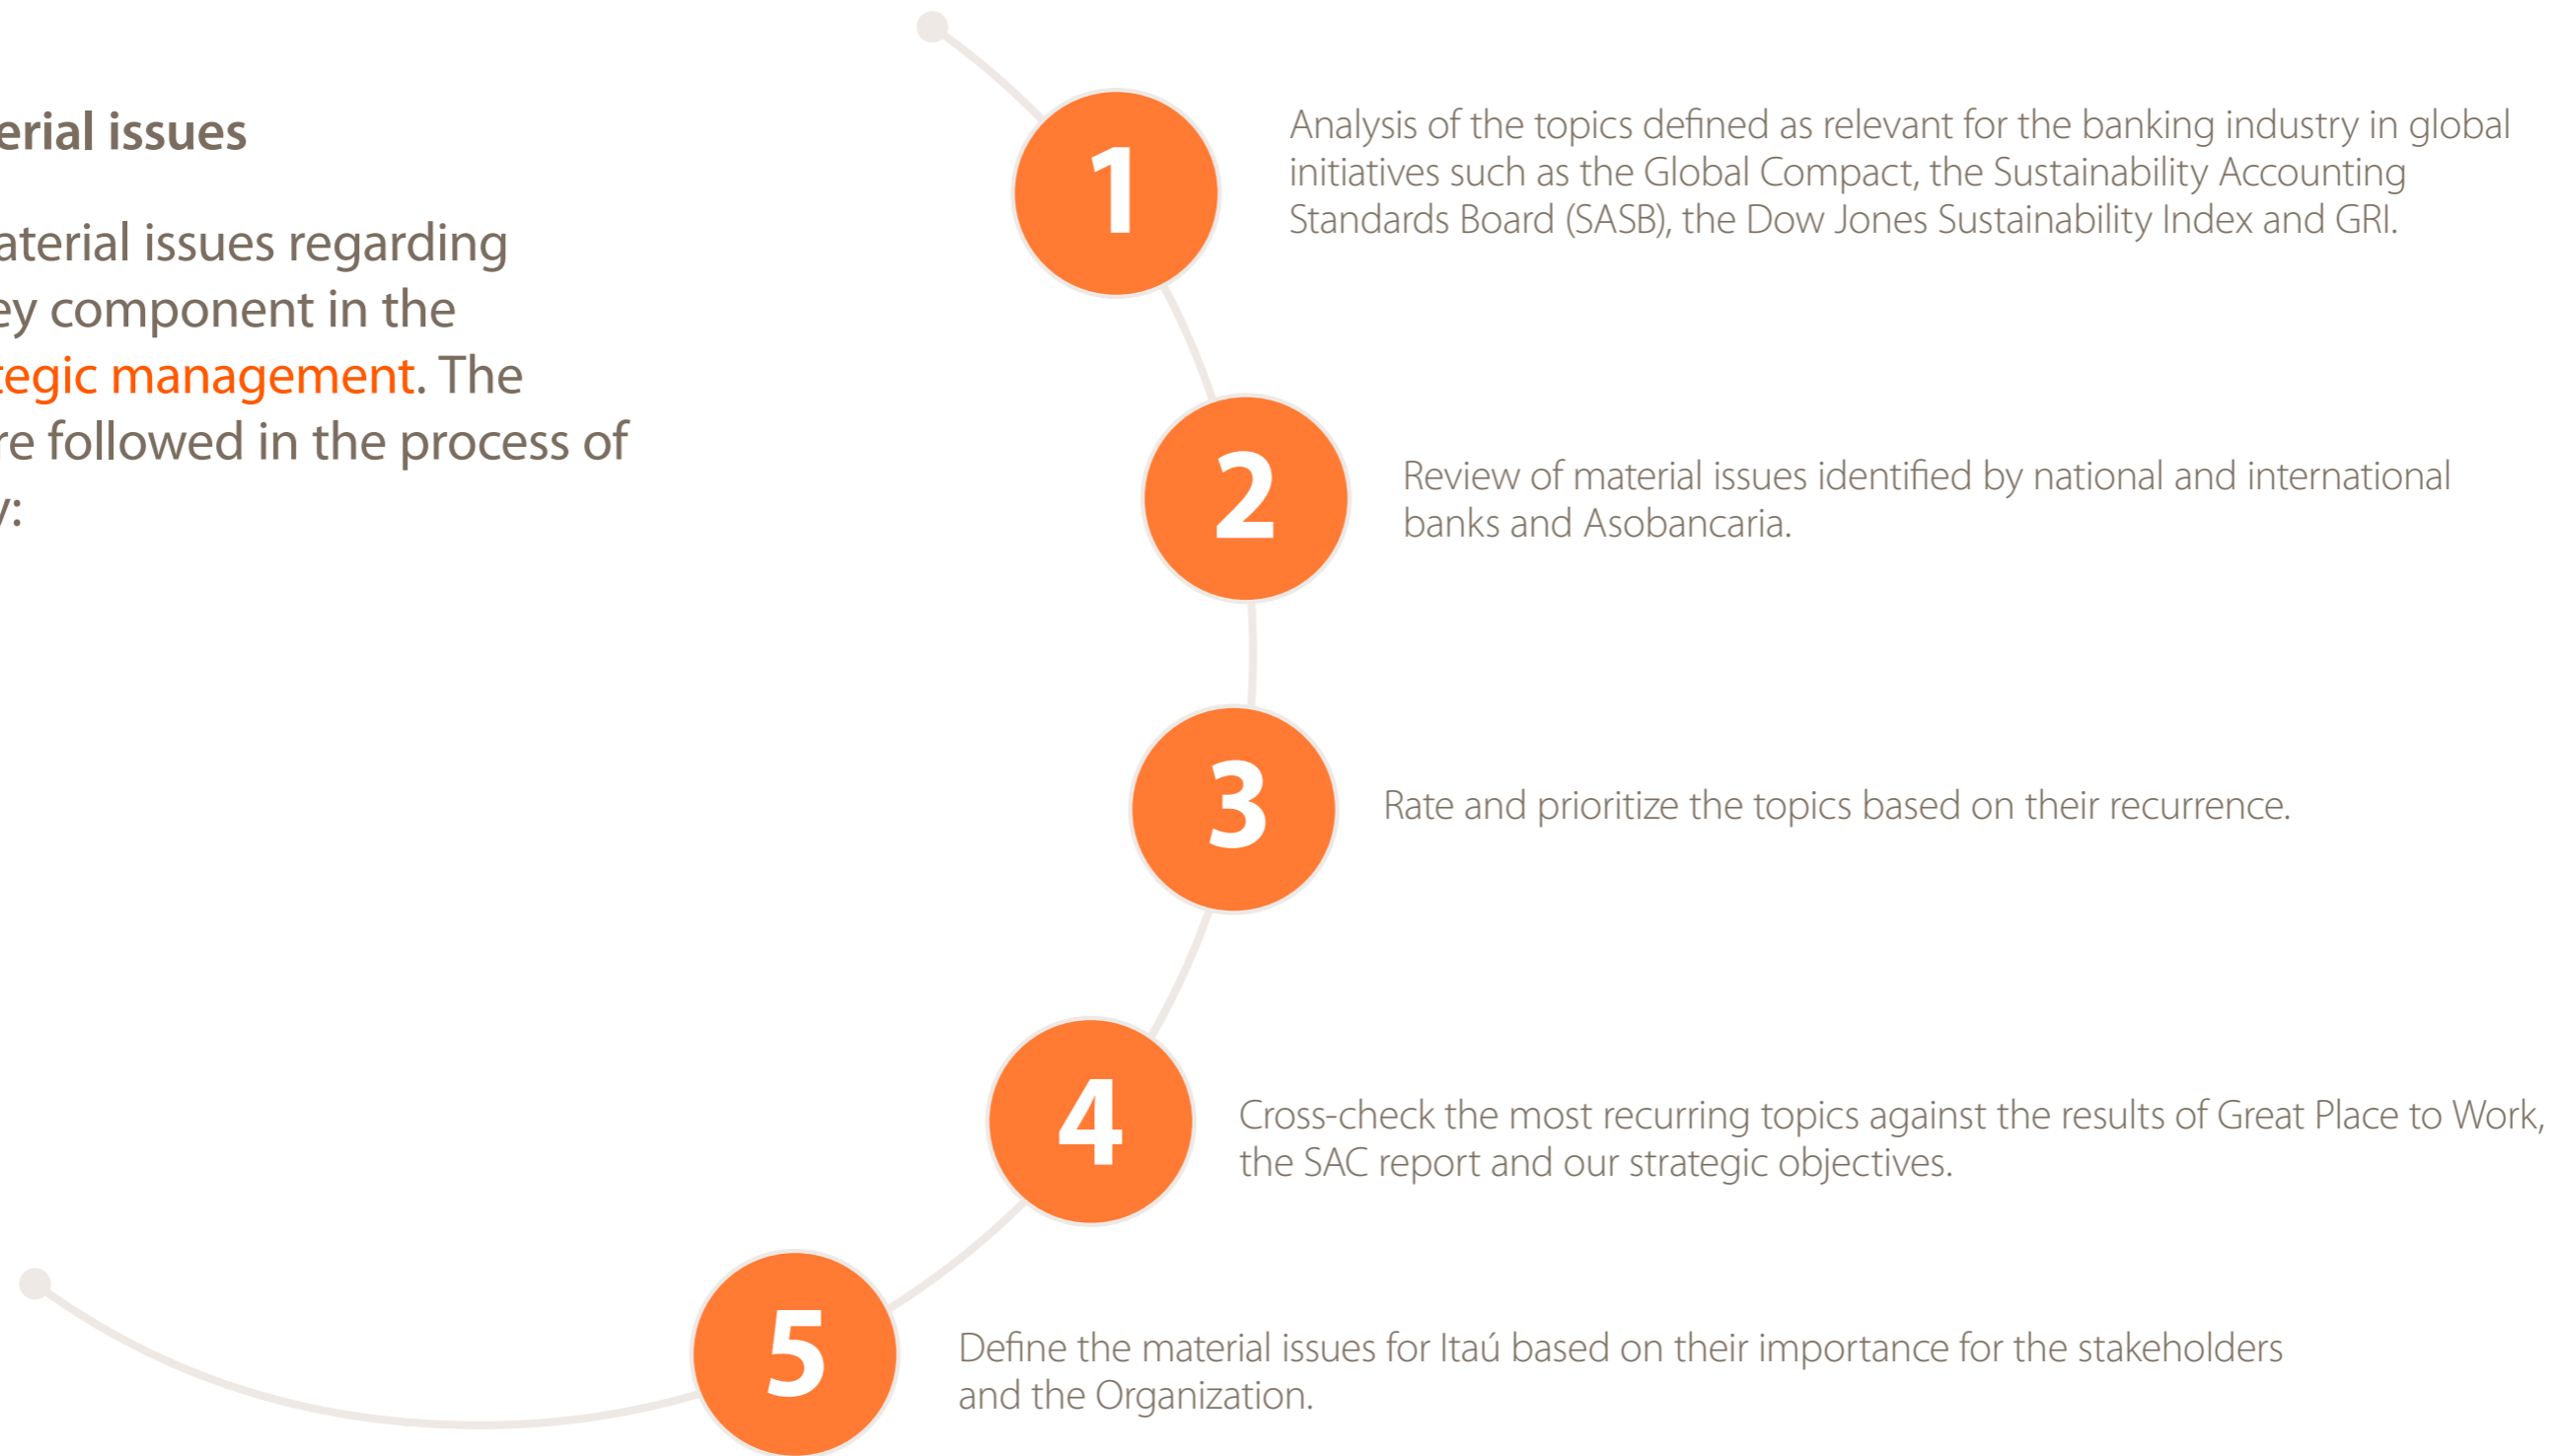 erial issues
aterial issues regarding
ey component in the
tegic management. The
re followed in the process of
y:
1
Analysis of the topics defined as relevant for the banking industry in global
initiatives such as the Global Compact, the Sustainability Accounting
Standards Board (SASB), the Dow Jones Sustainability Index and GRI.
2
Review of material issues identified by national and international
banks and Asobancaria.
3
Rate and prioritize the topics based on their recurrence.
4
Cross-check the most recurring topics against the results of Great Place to Work,
the SAC report and our strategic objectives.
5
Define the material issues for Itaú based on their importance for the stakeholders
and the Organization.